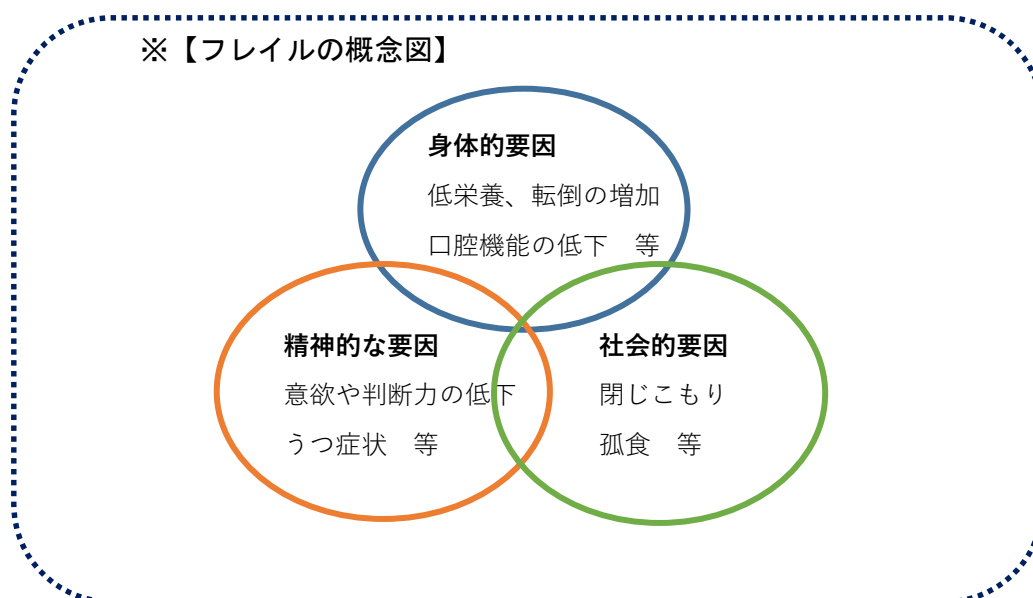 ※【フレイルの概念図】
身体的要因
低栄養、転倒の増加
口腔機能の低下　等
精神的な要因
意欲や判断力の低下
うつ症状　等
社会的要因
閉じこもり
孤食　等